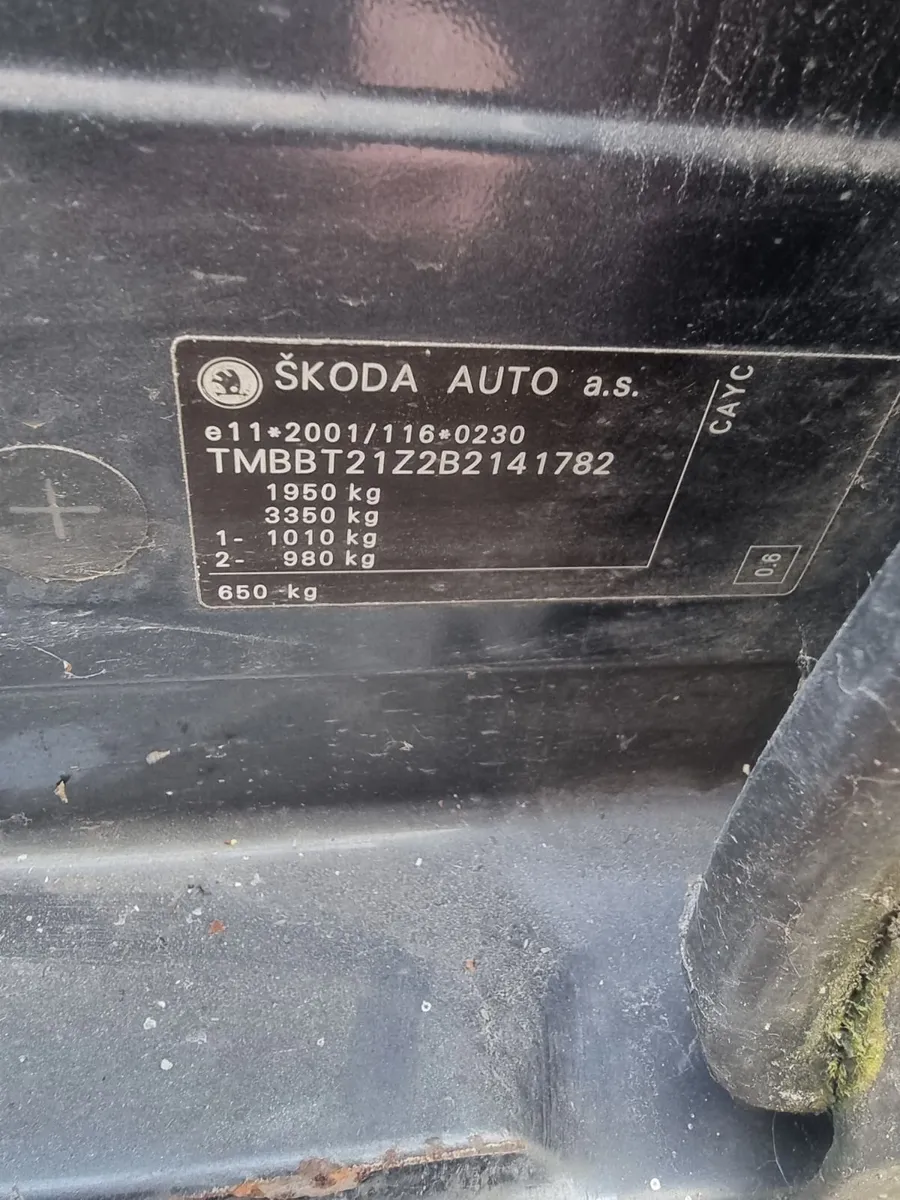 ŠKODA AUTO a.s.
CAYC
e11*2001/116*0230
TMBBT21Z2B2141782
1950 kg
3350 kg
1- 1010 kg
2- 980 kg
650 kg
0.6